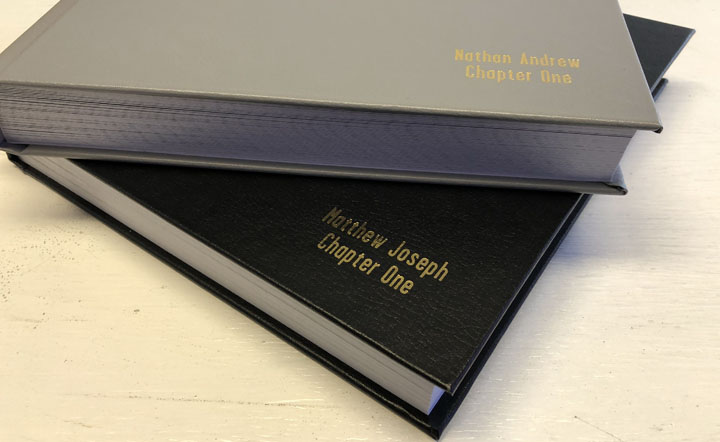 Nathan Andrew
Chapter One
Matthew Joseph
Chapter One